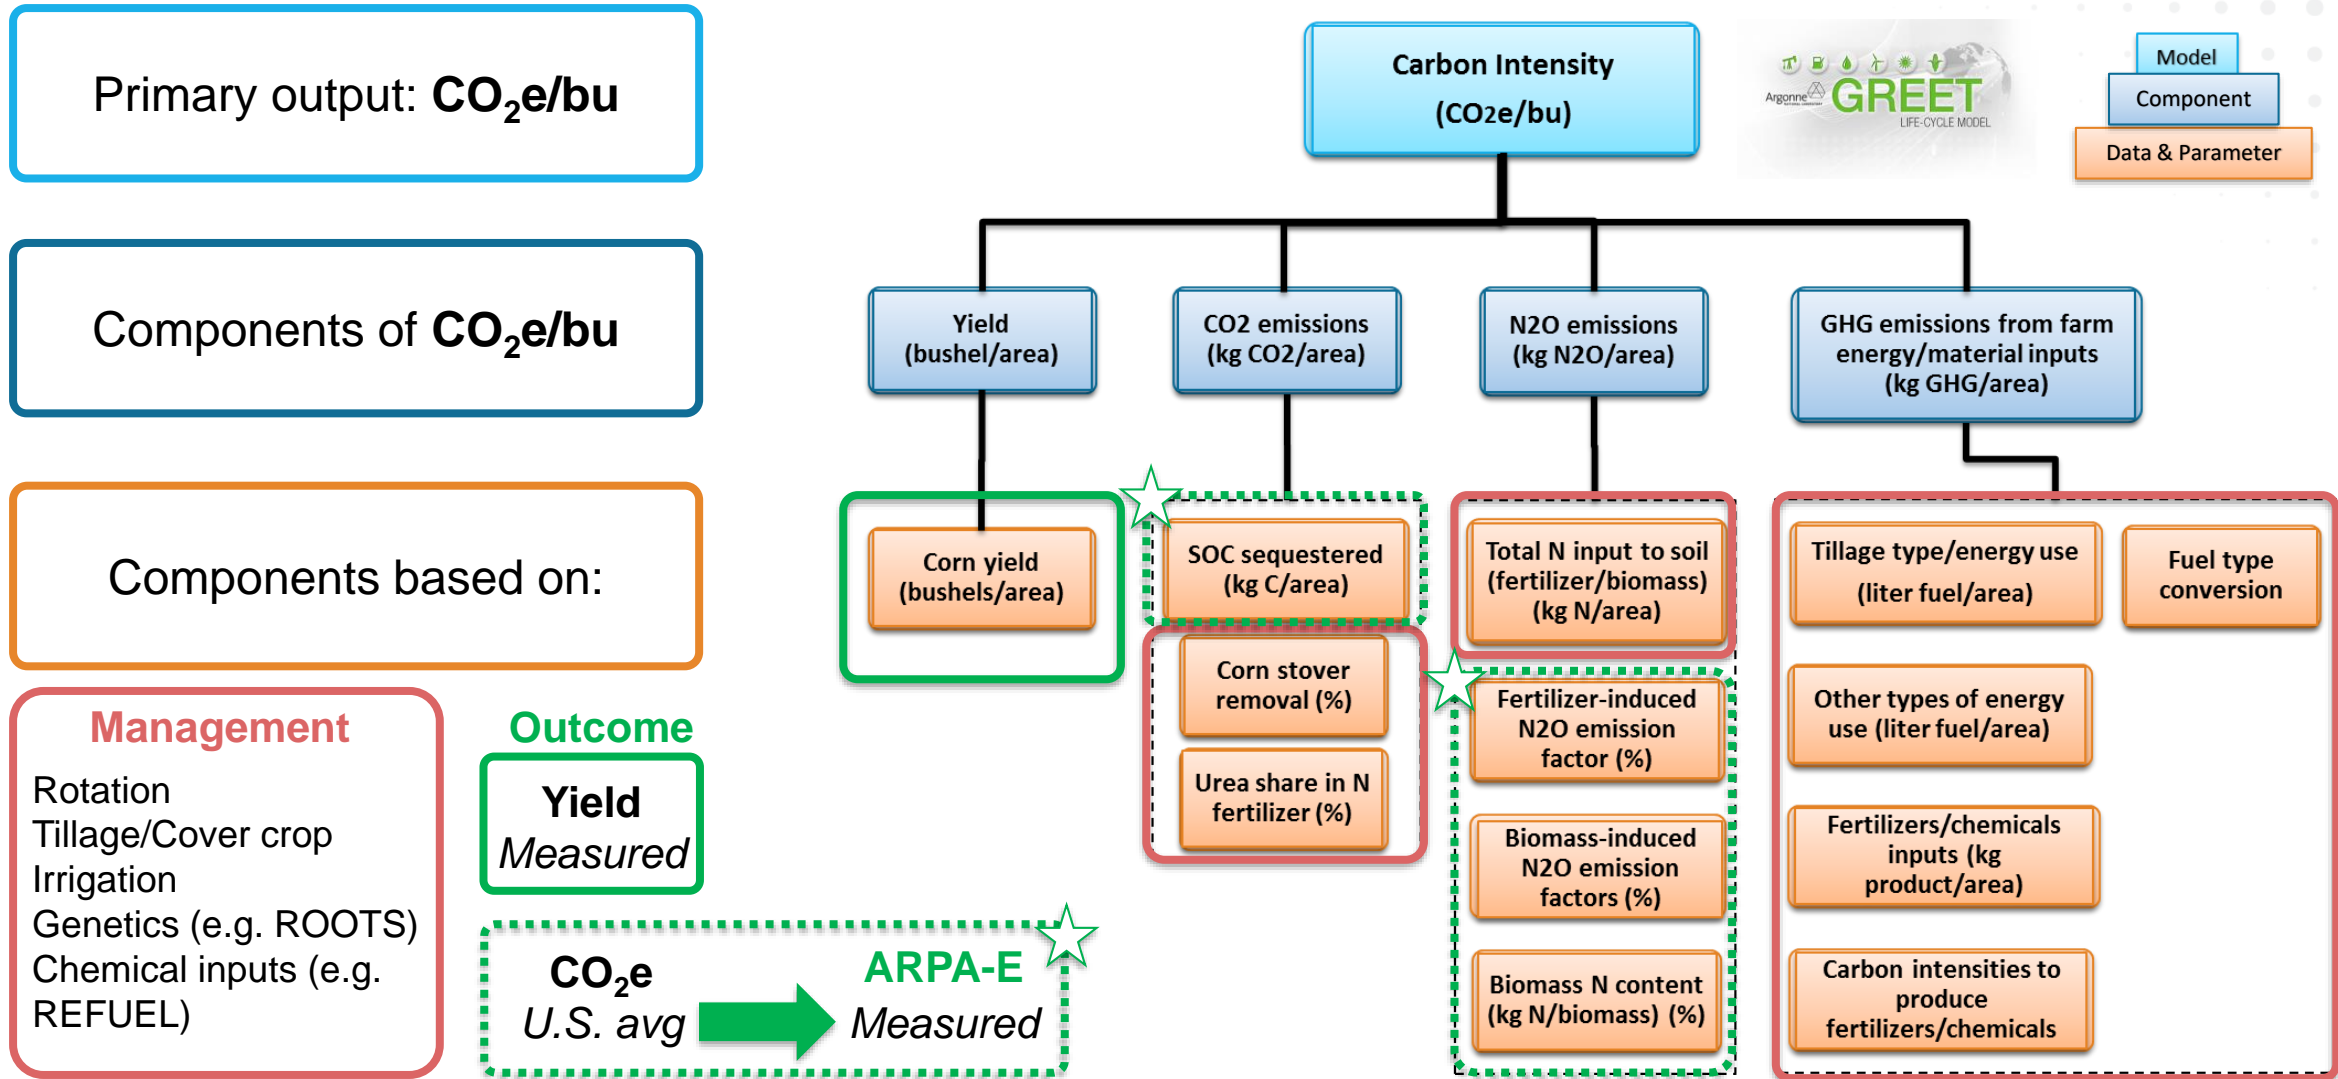 Primary output: CO₂e/bu
Carbon Intensity
(CO2e/bu)
Argonne
NATIONAL LABORATORY
GREET
LIFE-CYCLE MODEL
Model
Component
Data & Parameter
Components of CO₂e/bu
Yield
(bushel/area)
CO2 emissions
(kg CO2/area)
N2O emissions
(kg N2O/area)
GHG emissions from farm
energy/material inputs
(kg GHG/area)
Components based on:
Corn yield
(bushels/area)
SOC sequestered
(kg C/area)
Corn stover
removal (%)
Urea share in N
fertilizer (%)
Total N input to soil
(fertilizer/biomass)
(kg N/area)
Fertilizer-induced
N2O emission
factor (%)
Biomass-induced
N2O emission
factors (%)
Biomass N content
(kg N/biomass) (%)
Tillage type/energy use
(liter fuel/area)
Fuel type
conversion
Other types of energy
use (liter fuel/area)
Fertilizers/chemicals
inputs (kg
product/area)
Carbon intensities to
produce
fertilizers/chemicals
Management
Rotation
Tillage/Cover crop
Irrigation
Genetics (e.g. ROOTS)
Chemical inputs (e.g.
REFUEL)
Outcome
Yield
Measured
CO₂e
U.S. avg
ARPA-E
Measured